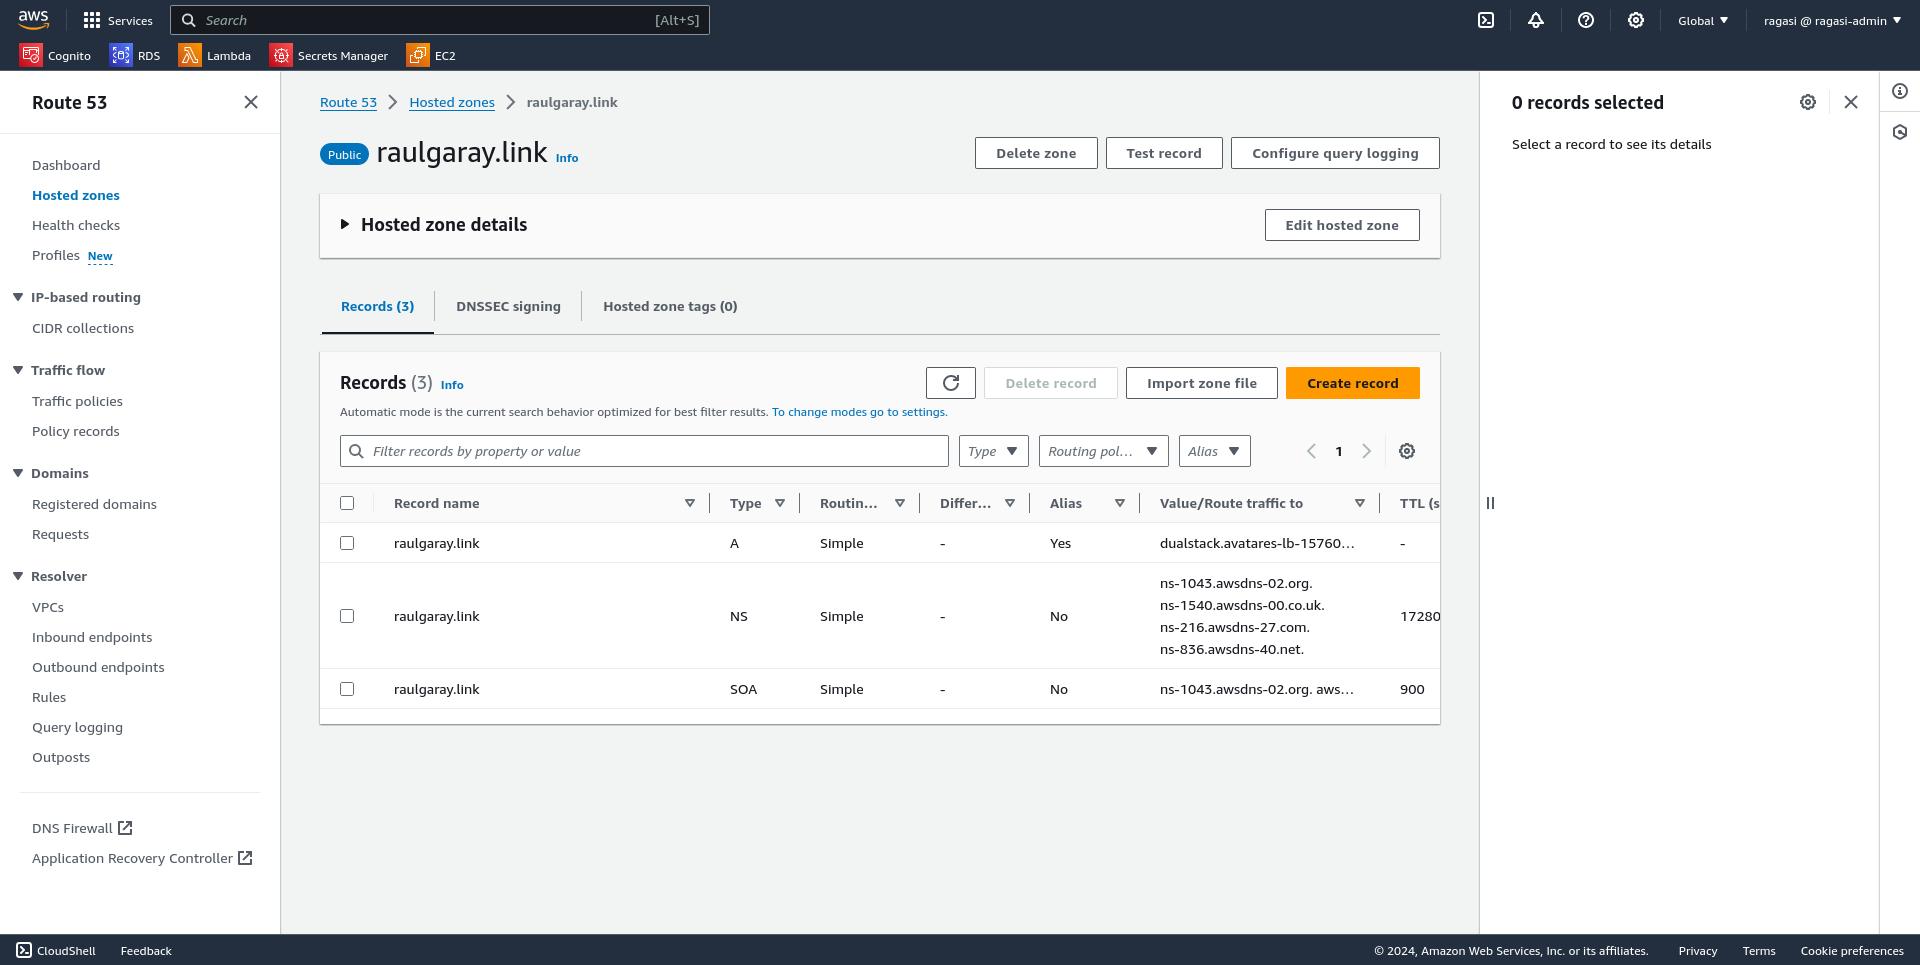 aws
Services
Search
[Alt+S]
Global
ragasi @ ragasi-admin
Cognito
RDS
Lambda
Secrets Manager
EC2
Route 53
Dashboard
Hosted zones
Health checks
Profiles New
IP-based routing
CIDR collections
Traffic flow
Traffic policies
Policy records
Domains
Registered domains
Requests
Resolver
VPCs
Inbound endpoints
Outbound endpoints
Rules
Query logging
Outposts
DNS Firewall
Application Recovery Controller
Route 53 Hosted zones raulgaray.link
Public raulgaray.link Info
Delete zone
Test record
Configure query logging
Hosted zone details
Edit hosted zone
Records (3)
DNSSEC signing
Hosted zone tags (0)
Records (3) Info
Delete record
Import zone file
Create record
Automatic mode is the current search behavior optimized for best filter results. To change modes go to settings.
Filter records by property or value
Type
Routing pol...
Alias
1
Record name Type Routin... Differ... Alias Value/Route traffic to TTL (s
raulgaray.link A Simple - Yes dualstack.avatares-lb-15760... -
raulgaray.link NS Simple - No ns-1043.awsdns-02.org.
ns-1540.awsdns-00.co.uk.
ns-216.awsdns-27.com.
ns-836.awsdns-40.net.
17280
raulgaray.link SOA Simple - No ns-1043.awsdns-02.org. aws... 900
0 records selected
Select a record to see its details
CloudShell
Feedback
© 2024, Amazon Web Services, Inc. or its affiliates.
Privacy
Terms
Cookie preferences